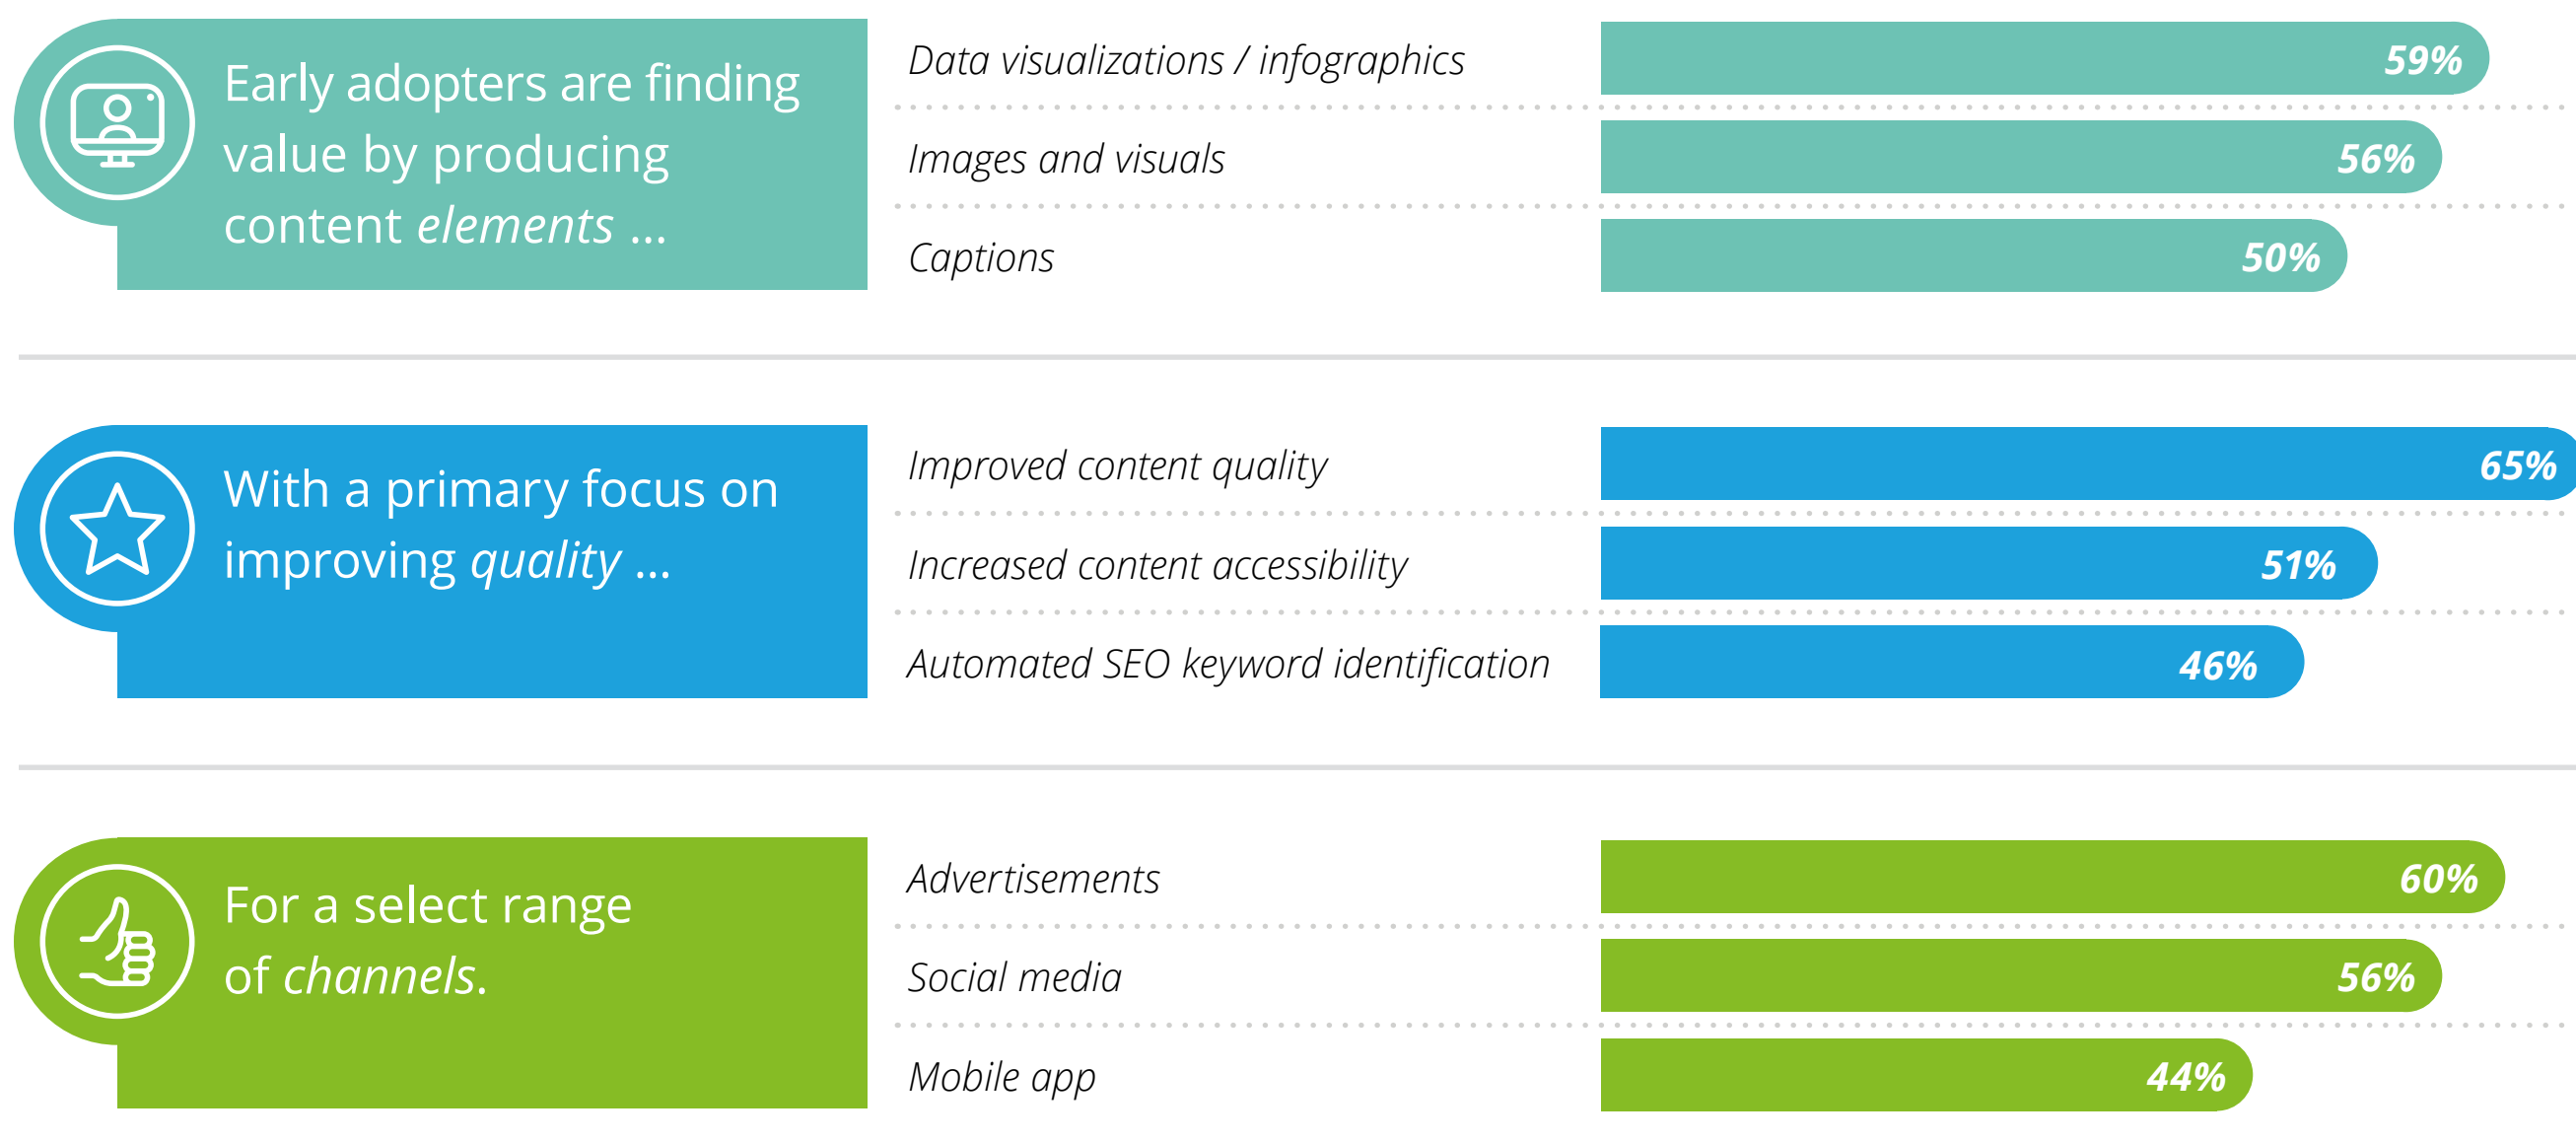 Early adopters are finding
value by producing
content elements ...
Data visualizations / infographics 59%
Images and visuals 56%
Captions 50%
With a primary focus on
improving quality ...
Improved content quality 65%
Increased content accessibility 51%
Automated SEO keyword identification 46%
For a select range
of channels.
Advertisements 60%
Social media 56%
Mobile app 44%